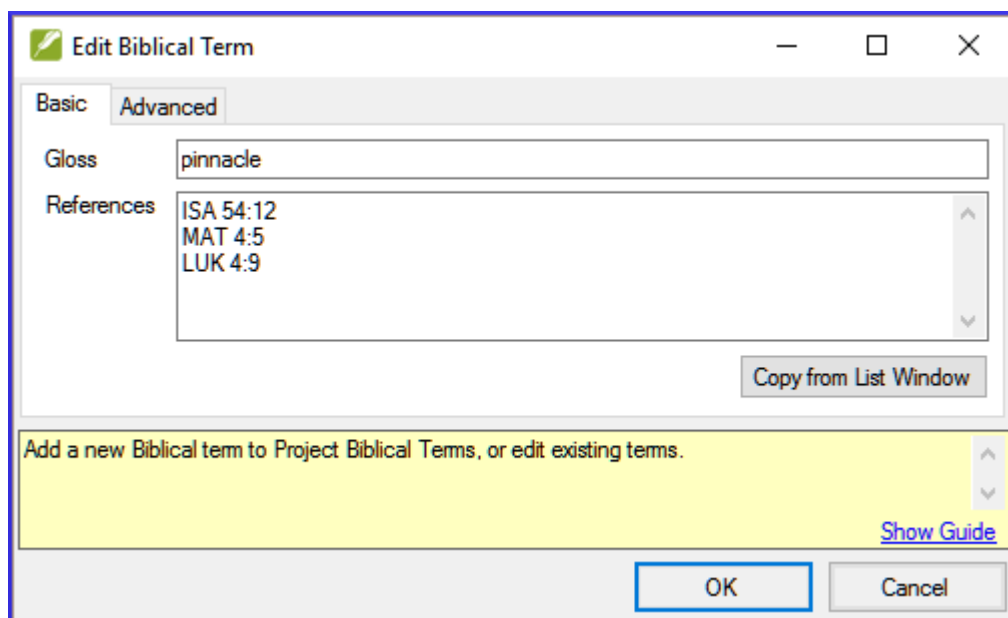 Edit Biblical Term
Basic Advanced
Gloss pinnacle
References ISA 54:12
MAT 4:5
LUK 4:9
Copy from List Window
Add a new Biblical term to Project Biblical Terms, or edit existing terms.
Show Guide
OK Cancel